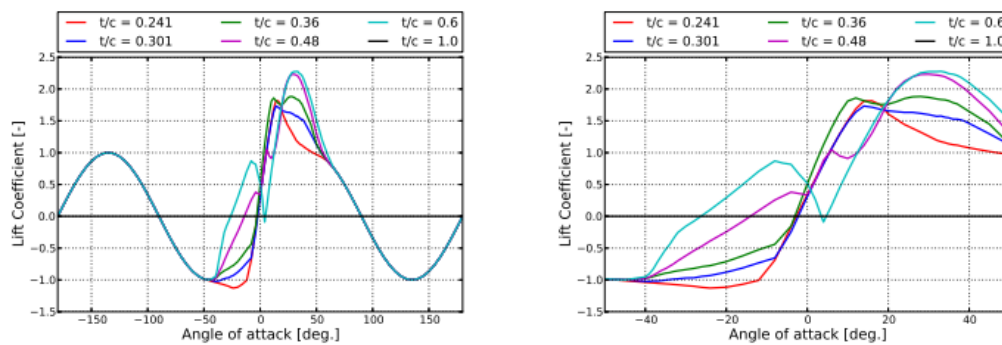 t/c = 0.241 t/c = 0.36 t/c = 0.6
t/c = 0.301 t/c = 0.48 t/c = 1.0
2.5
2.0
1.5
1.0
0.5
0.0
−0.5
−1.0
−1.5
Lift Coefficient [-]
−150 −100 −50 0 50 100 150
Angle of attack [deg.]
t/c = 0.241 t/c = 0.36 t/c = 0.6
t/c = 0.301 t/c = 0.48 t/c = 1.0
2.5
2.0
1.5
1.0
0.5
0.0
−0.5
−1.0
−1.5
Lift Coefficient [-]
−40 −20 0 20 40
Angle of attack [deg.]